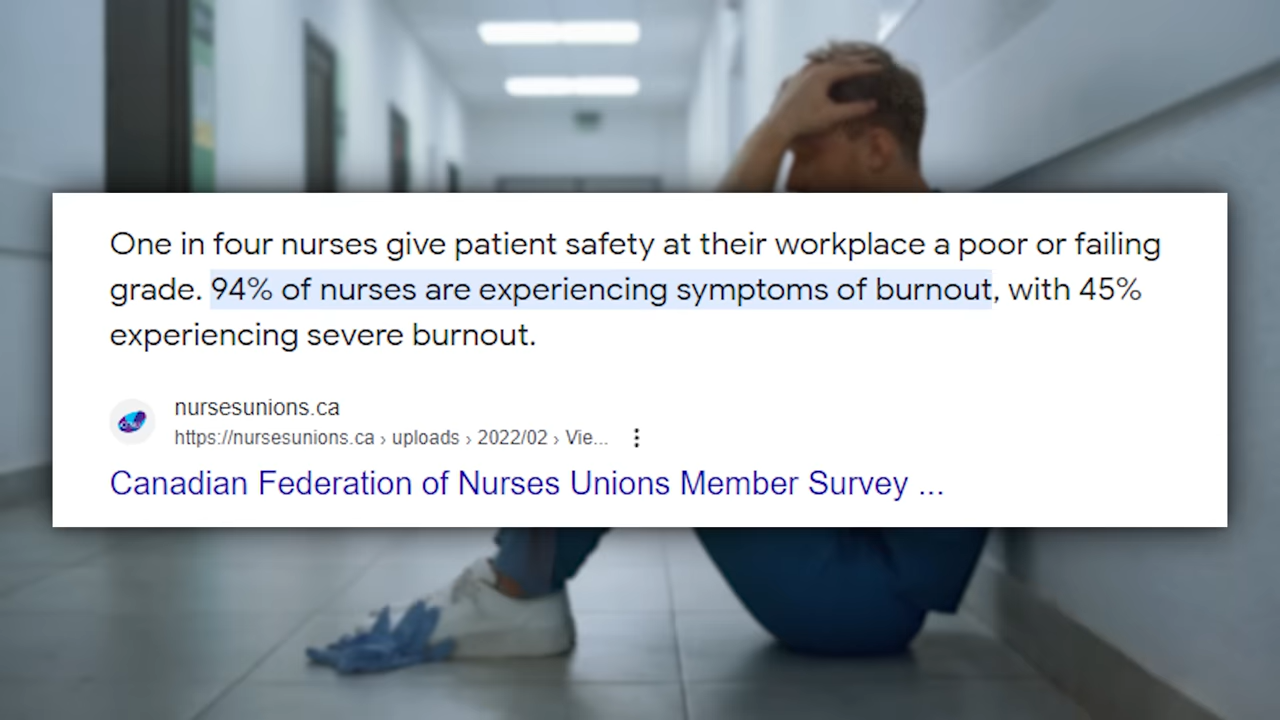 One in four nurses give patient safety at their workplace a poor or failing
grade. 94% of nurses are experiencing symptoms of burnout, with 45%
experiencing severe burnout.
nursesunions.ca
https://nursesunions.ca › uploads › 2022/02 › Vie...
Canadian Federation of Nurses Unions Member Survey ...